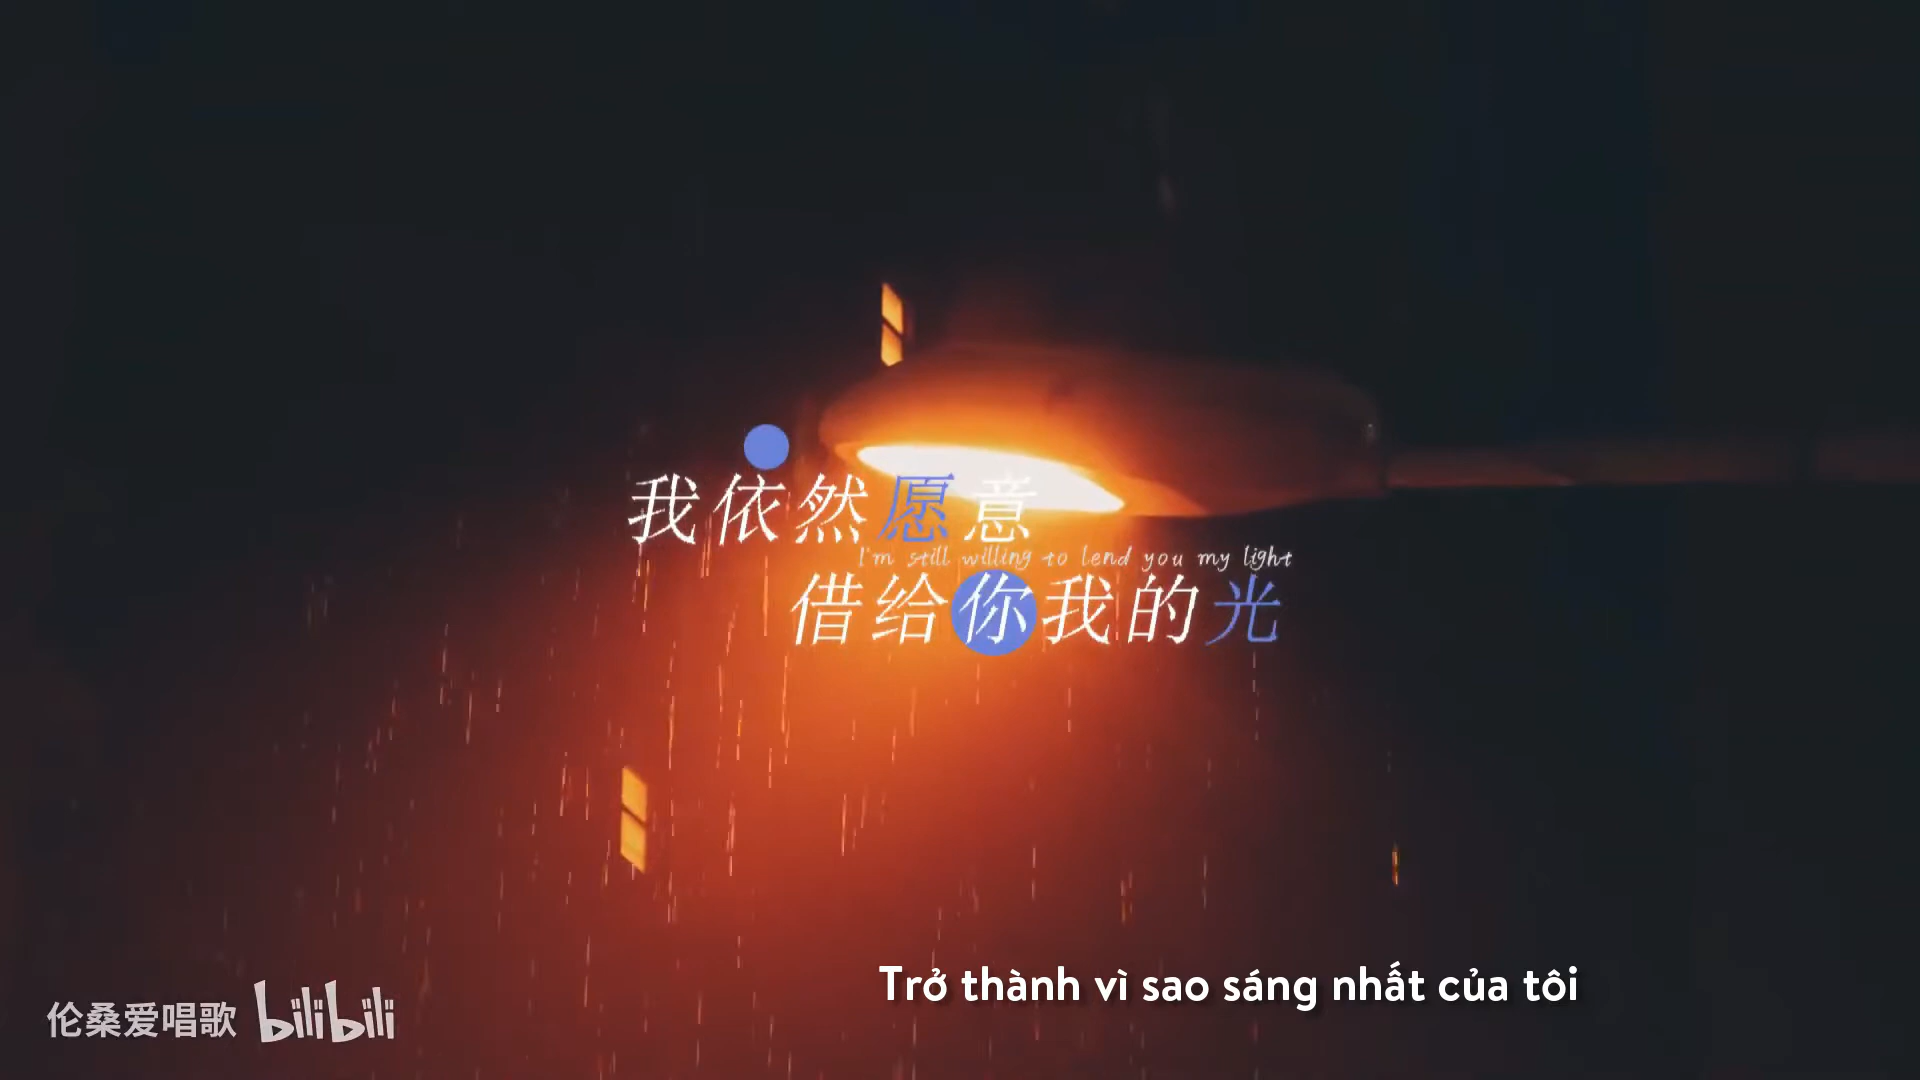 我依然愿意
I'm still willing to lend you my light
借给你我的光
Trở thành vì sao sáng nhất của tôi
伦桑爱唱歌 bilibili